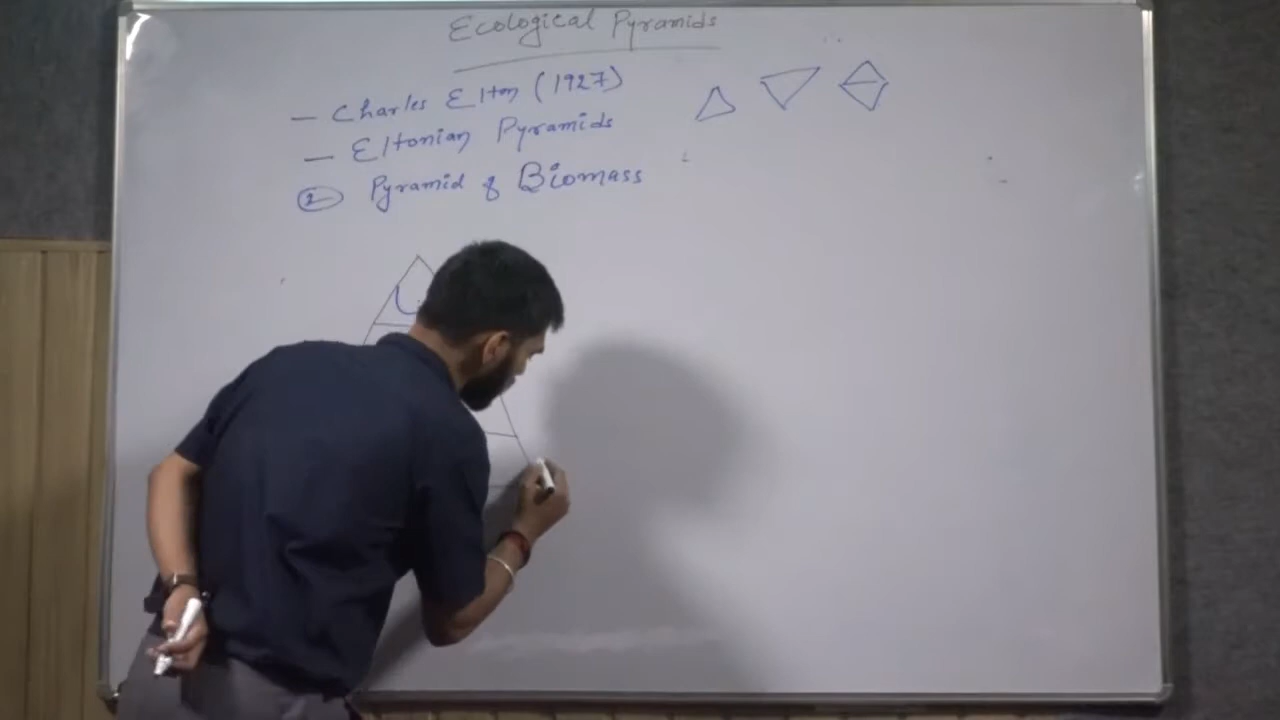 Ecological Pyramids
- Charles Elton (1927)
- Eltonian Pyramids
② Pyramid of Biomass